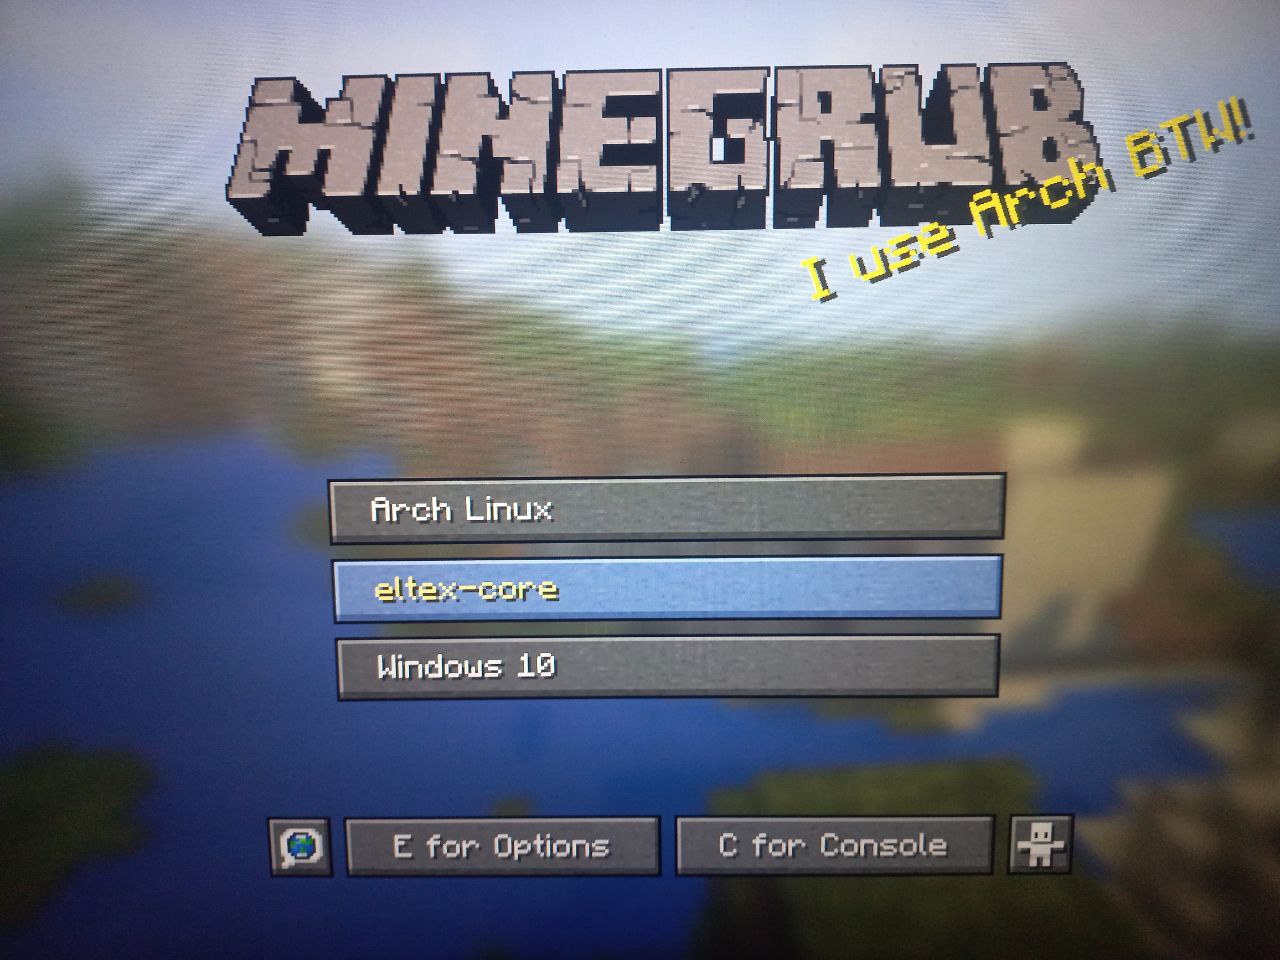 MINEGRUB
I use Arch BTW!
Arch Linux
eltex-core
Windows 10
E for Options
C for Console